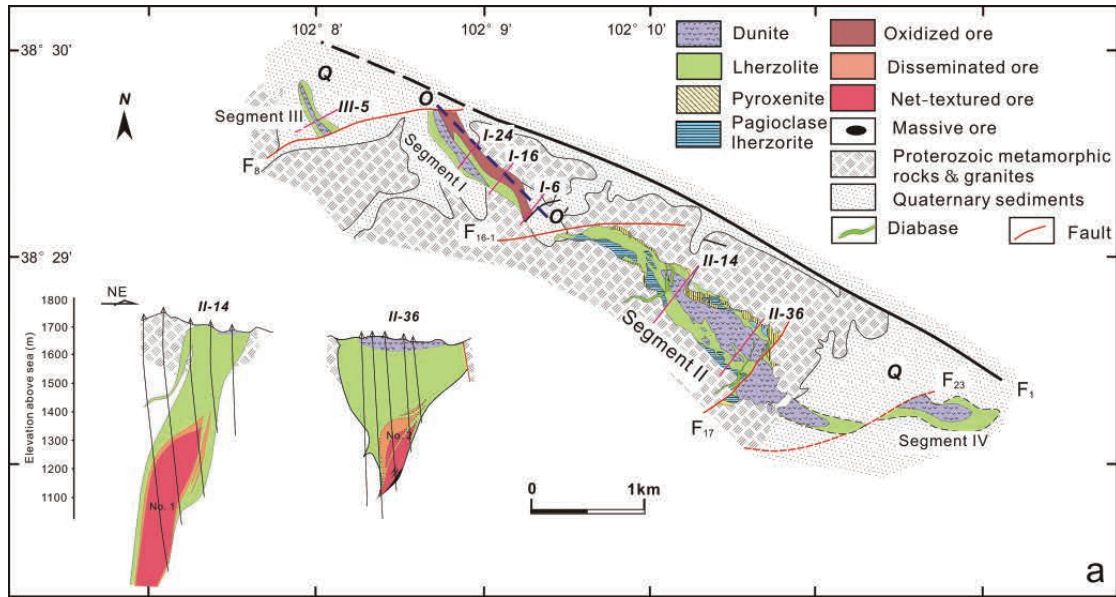 102° 8'
102° 9'
102° 10'
38° 30'
38° 29'
N
Q
III-5
Segment III
F8
O
I-24
I-16
I-6
O'
Segment I
F16-1
II-14
II-36
Segment II
F17
Q
F23
F1
Segment IV
Dunite
Lherzolite
Pyroxenite
Pagioclase
lherzolite
Oxidized ore
Disseminated ore
Net-textured ore
Massive ore
Proterozoic metamorphic
rocks & granites
Quaternary sediments
Diabase
Fault
NE
II-14
II-36
Elevation above sea (m)
1800
1700
1600
1500
1400
1300
1200
1100
No. 1
No. 2
0 1km
a